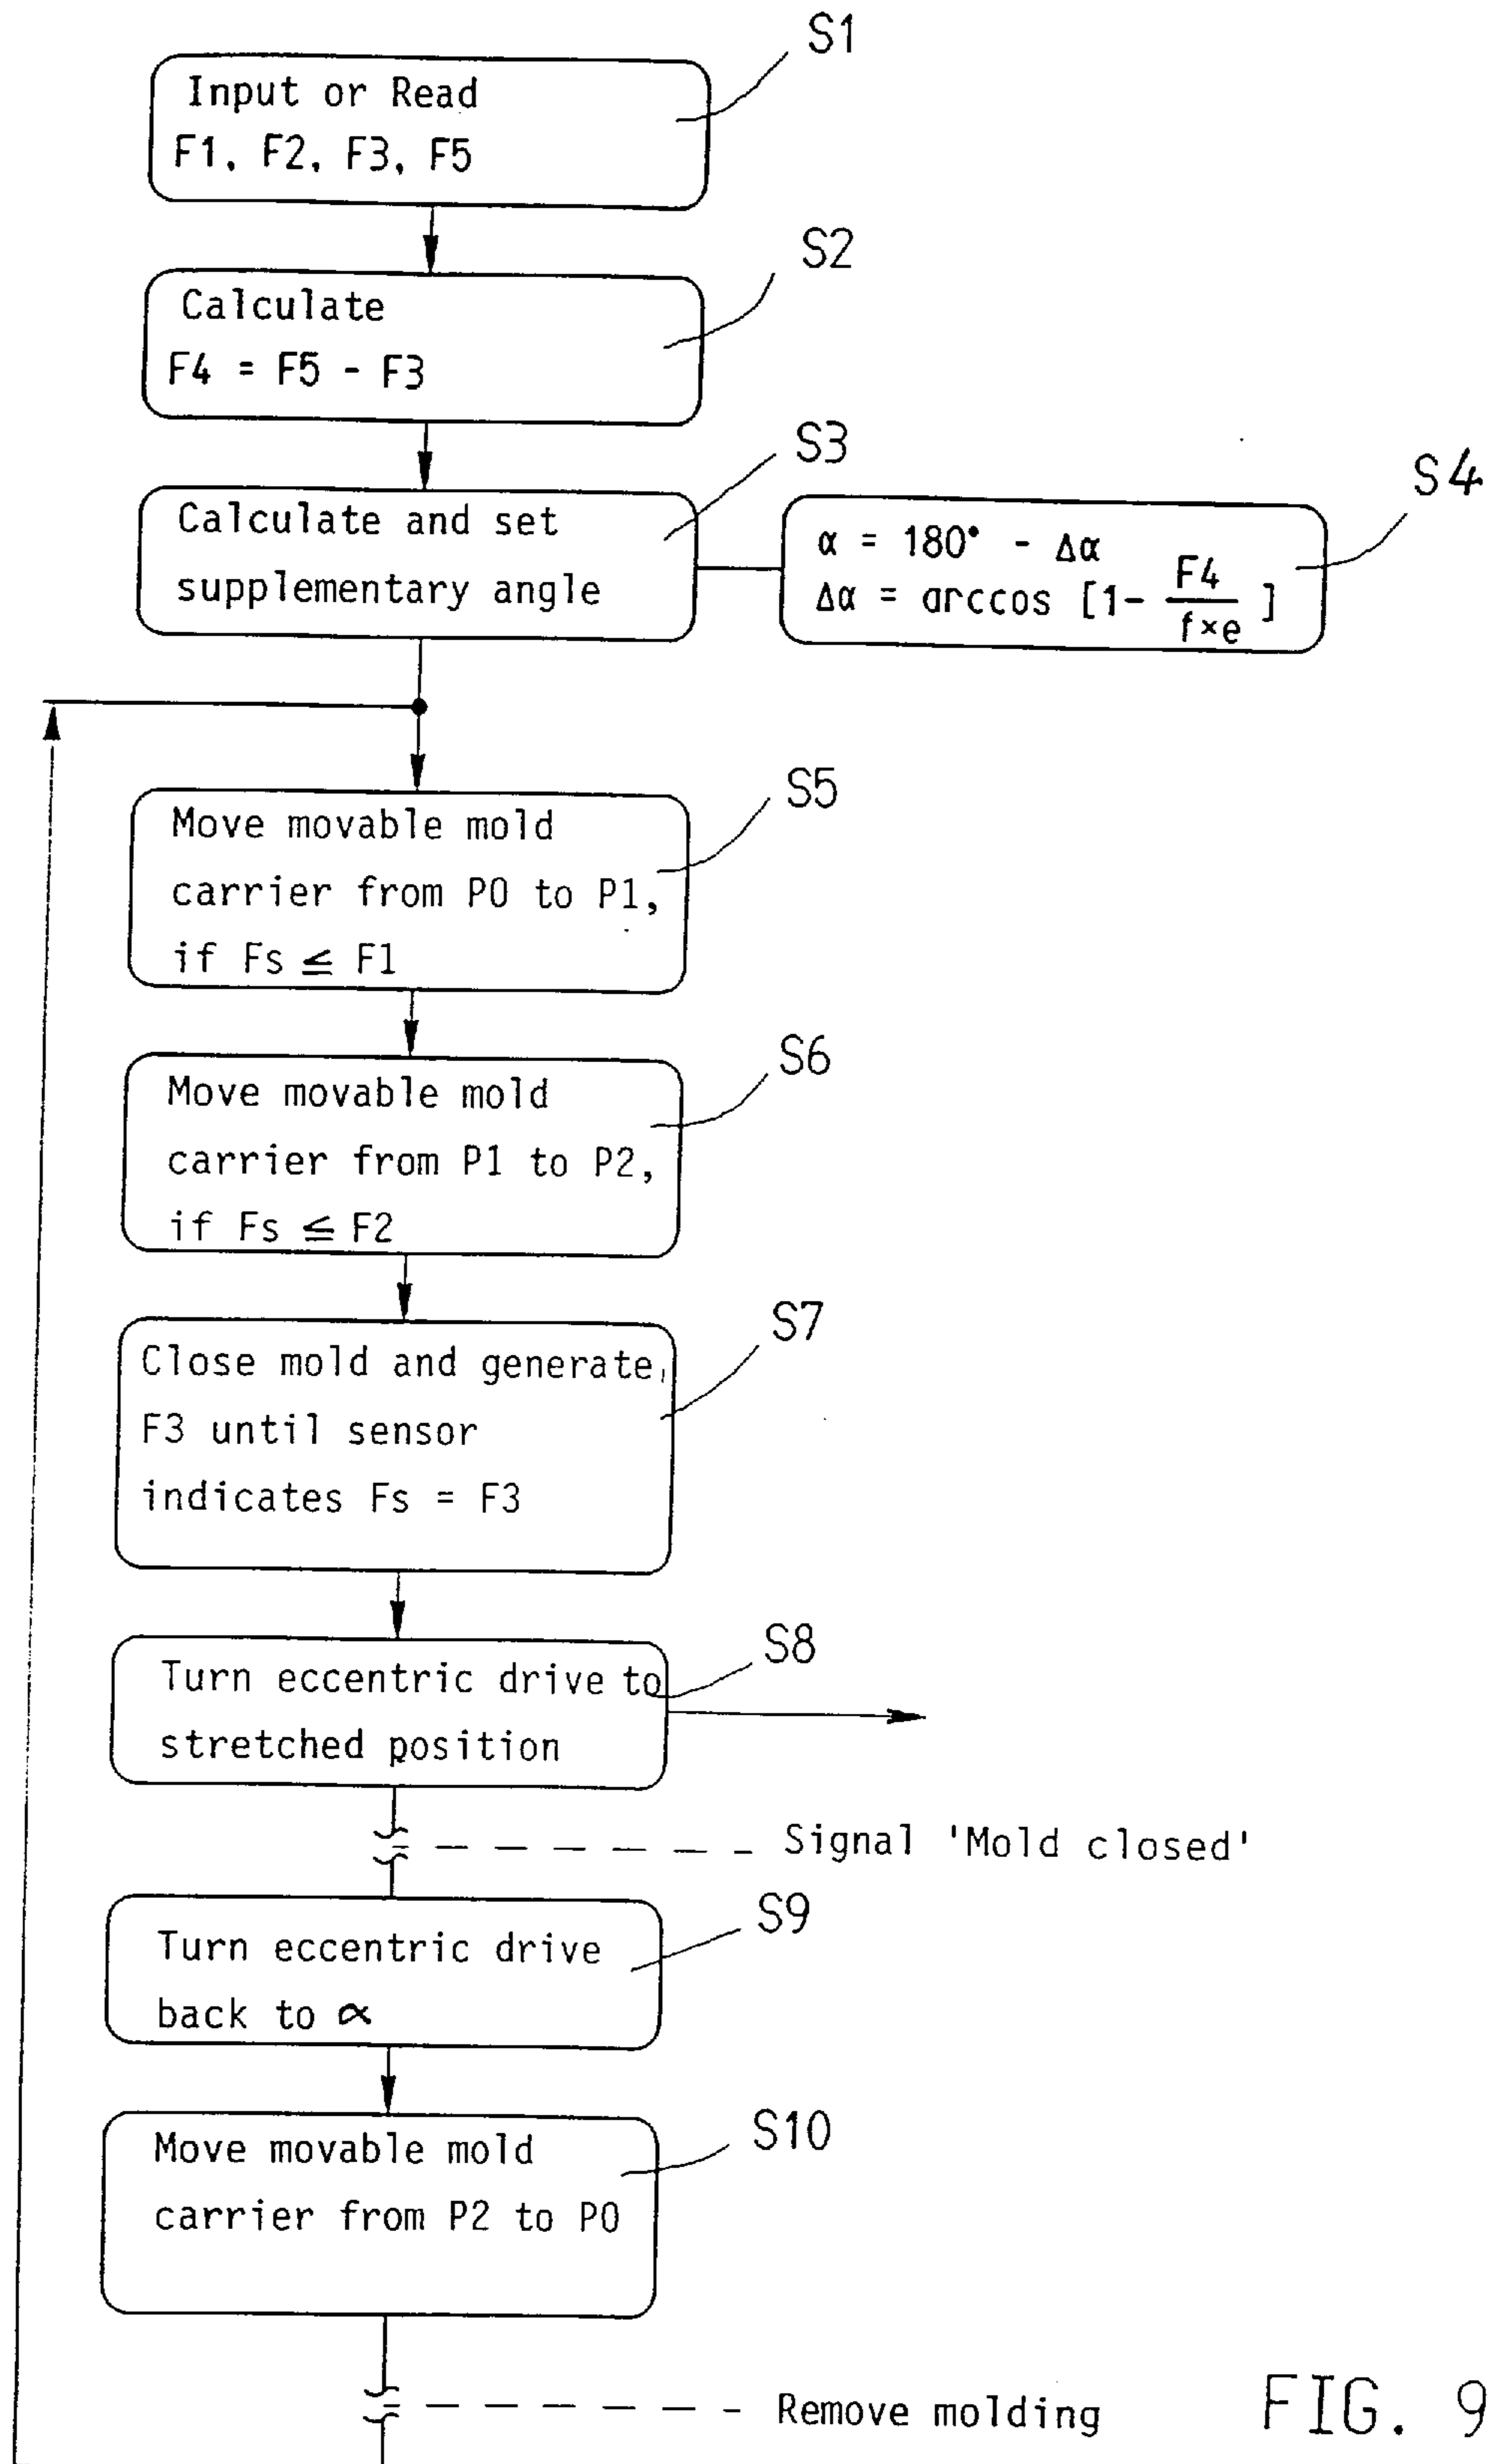 S1
Input or Read
F1, F2, F3, F5
S2
Calculate
F4 = F5 - F3
S3
Calculate and set
supplementary angle
S4
α = 180° - Δα
Δα = arccos [1- F4/f×e ]
S5
Move movable mold
carrier from P0 to P1,
if Fs ≦ F1
S6
Move movable mold
carrier from P1 to P2,
if Fs ≦ F2
S7
Close mold and generate
F3 until sensor
indicates Fs = F3
S8
Turn eccentric drive to
stretched position
Signal 'Mold closed'
S9
Turn eccentric drive
back to α
S10
Move movable mold
carrier from P2 to P0
Remove molding
FIG. 9